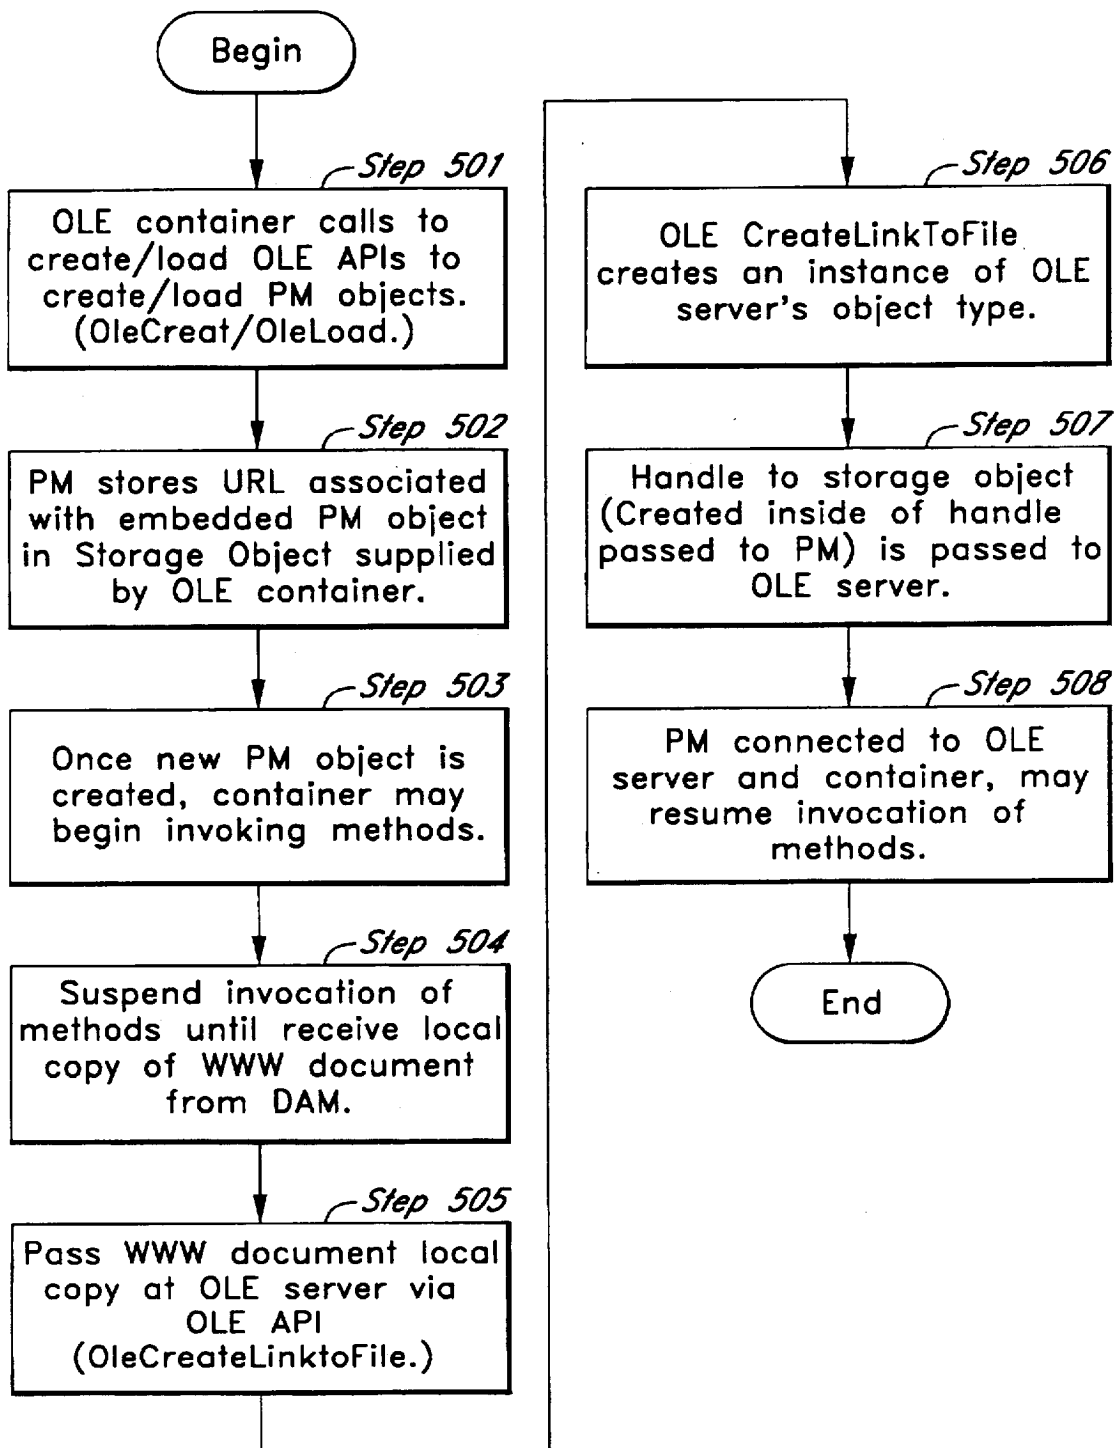 Begin
Step 501
OLE container calls to
create/load OLE APIs to
create/load PM objects.
(OleCreat/OleLoad.)
Step 502
PM stores URL associated
with embedded PM object
in Storage Object supplied
by OLE container.
Step 503
Once new PM object is
created, container may
begin invoking methods.
Step 504
Suspend invocation of
methods until receive local
copy of WWW document
from DAM.
Step 505
Pass WWW document local
copy at OLE server via
OLE API
(OleCreateLinktoFile.)
Step 506
OLE CreateLinkToFile
creates an instance of OLE
server's object type.
Step 507
Handle to storage object
(Created inside of handle
passed to PM) is passed to
OLE server.
Step 508
PM connected to OLE
server and container, may
resume invocation of
methods.
End